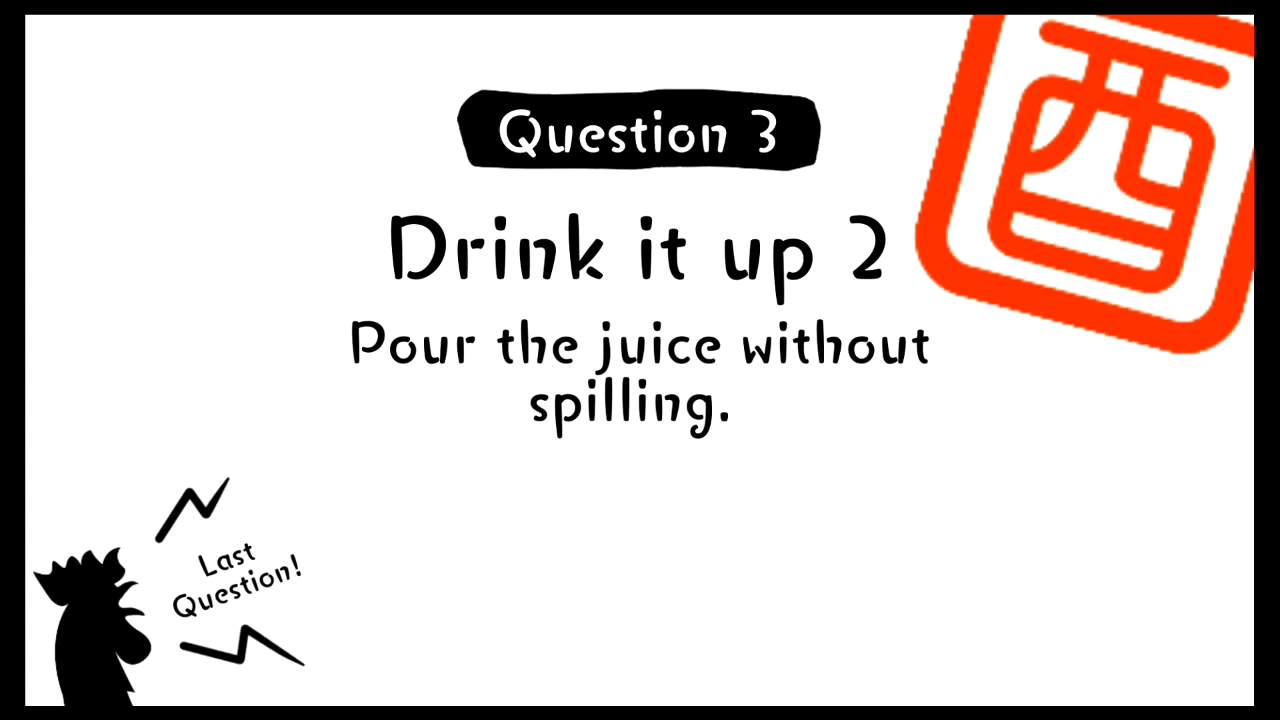 酉
Question 3
Drink it up 2
Pour the juice without
spilling.
Last
Question!